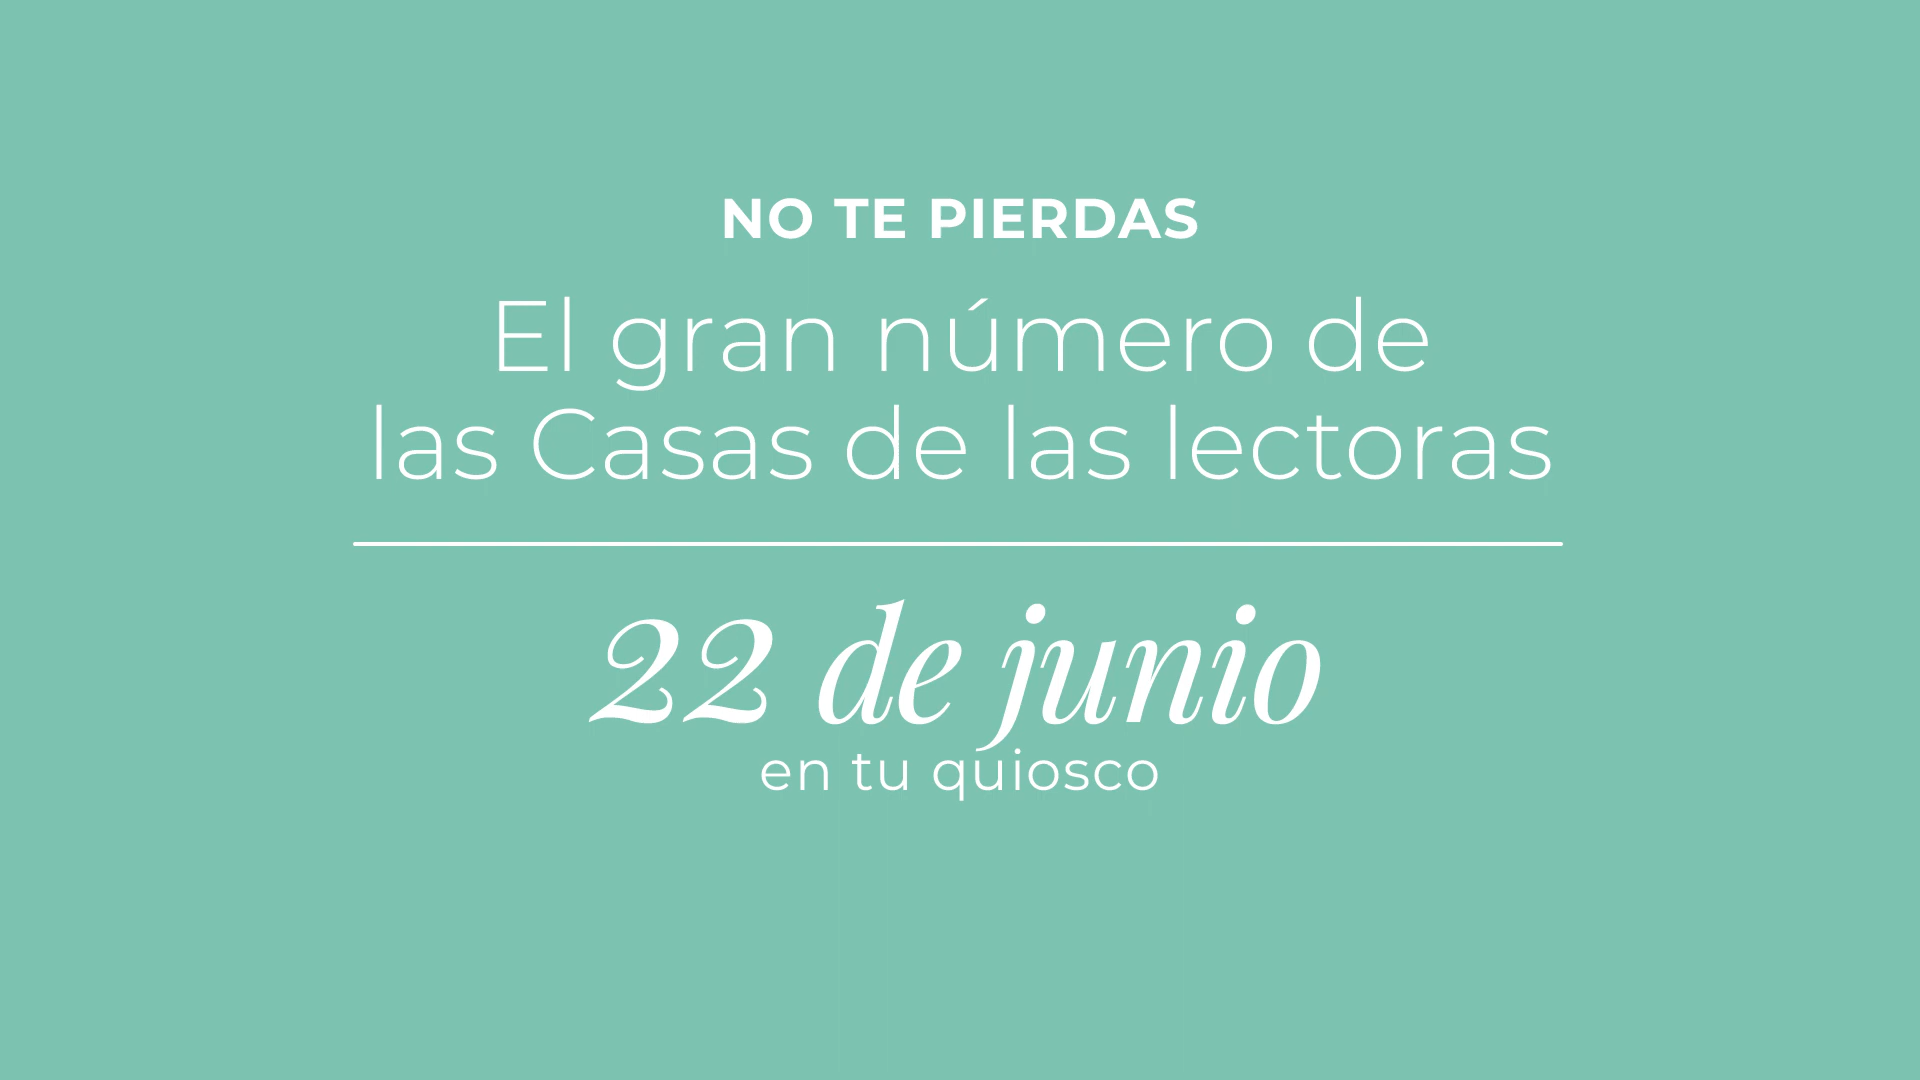 NO TE PIERDAS
El gran número de
las Casas de las lectoras
22 de junio
en tu quiosco